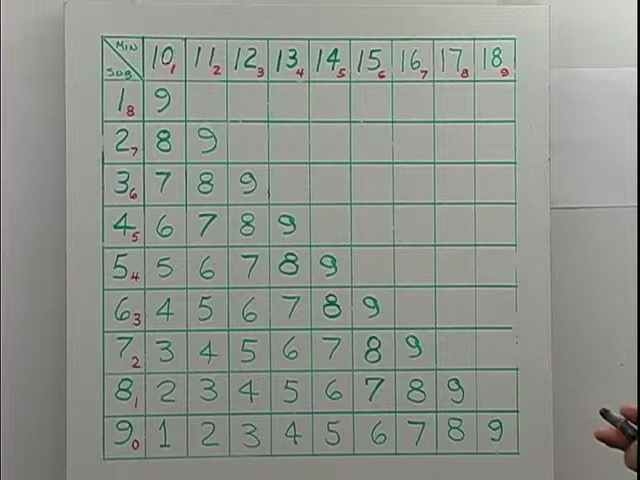 MIN 10 1 11 2 12 3 13 4 14 5 15 6 16 7 17 8 18 9
SUB
1 8 9
2 7 8 9
3 6 7 8 9
4 5 6 7 8 9
5 4 5 6 7 8 9
6 3 4 5 6 7 8 9
7 2 3 4 5 6 7 8 9
8 1 2 3 4 5 6 7 8 9
9 0 1 2 3 4 5 6 7 8 9